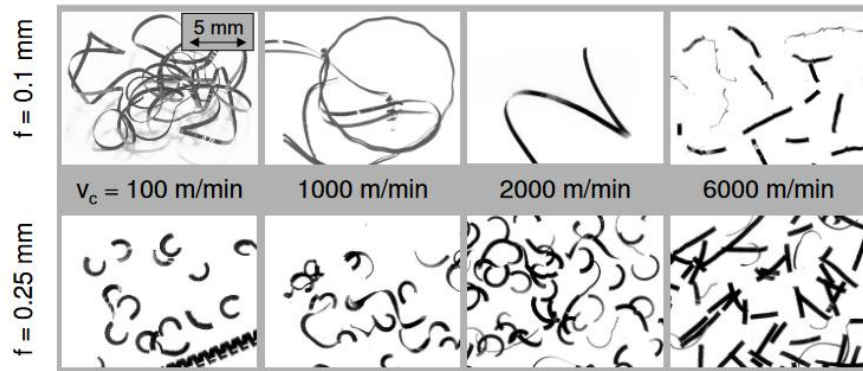 f = 0.1 mm
5 mm
v_c = 100 m/min
1000 m/min
2000 m/min
6000 m/min
f = 0.25 mm